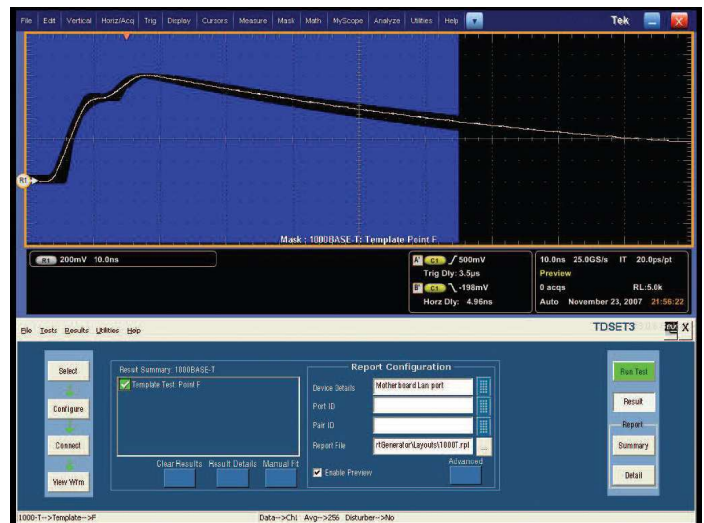 File Edit Vertical Horiz/Acq Trig Display Cursors Measure Mask Math MyScope Analyze Utilities Help Tek X
R1
Mask : 1000BASE-T: Template Point F
R1 200mV 10.0ns
A' C1 500mV
Trig Dly: 3.5µs
B' C1 -198mV
Horz Dly: 4.96ns
10.0ns 25.0GS/s IT 20.0ps/pt
Preview
0 acqs RL:5.0k
Auto November 23, 2007 21:56:22
File Tests Results Utilities Help TDSET3 X
Select
Configure
Connect
View Wfm
Result Summary: 1000BASE-T
Template Test: Point F
Clear Results Result Details Manual Fit
Report Configuration
Device Details Motherboard Lan port
Port ID
Pair ID
Report File rtGenerator\Layouts\1000T.rpt ...
Enable Preview
Advanced
Run Test
Result
Report
Summary
Detail
1000-T-->Template-->F Data-->Ch1 Avg-->256 Disturber-->No